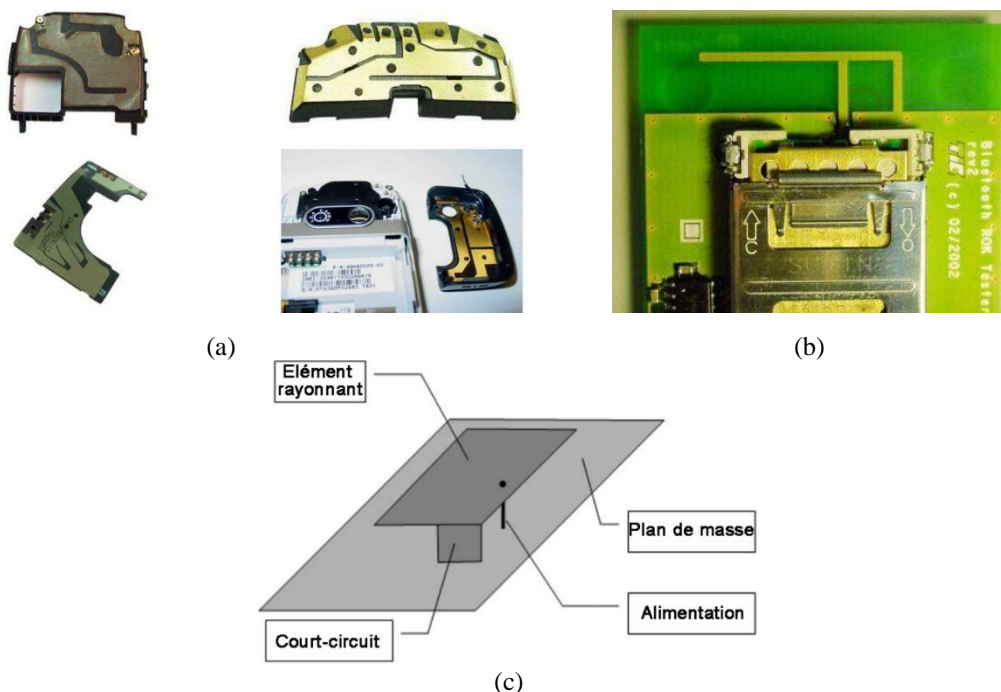 (a)
(b)
Bluetooth ROK Tester
rev2
(c) 02/2002
C
O
Elément
rayonnant
Plan de masse
Alimentation
Court-circuit
(c)